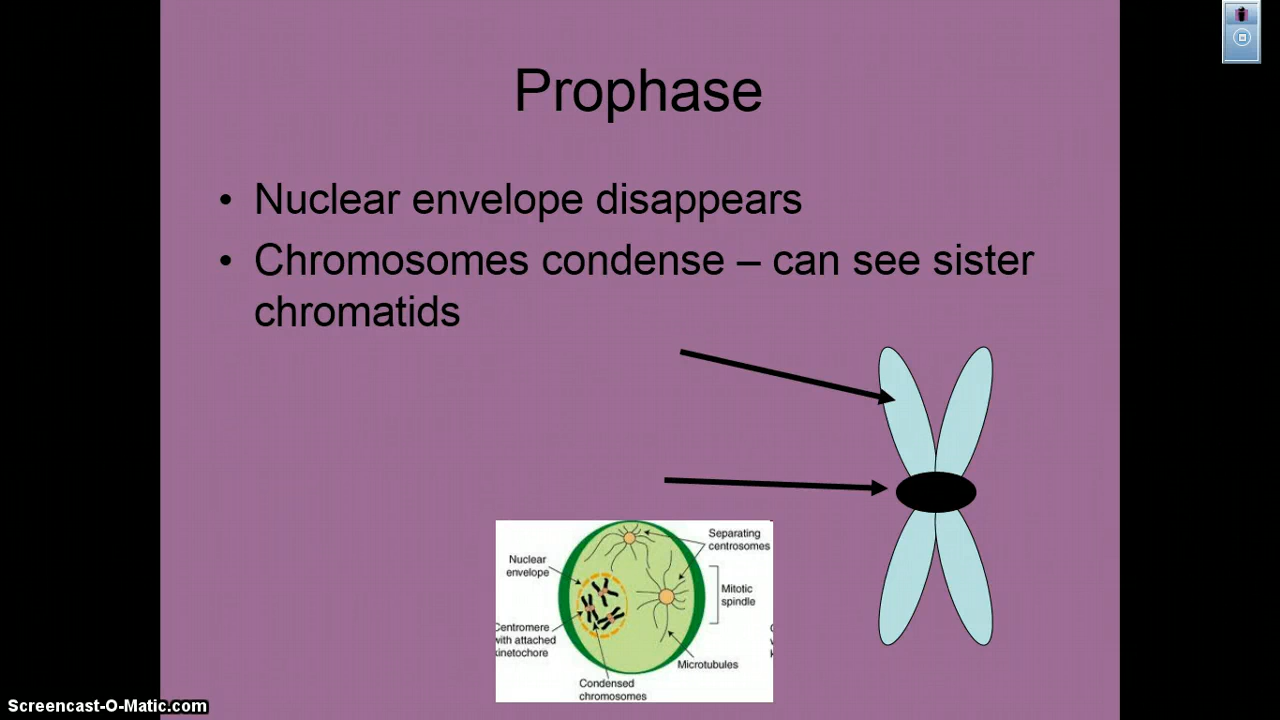 Prophase
• Nuclear envelope disappears
• Chromosomes condense – can see sister
chromatids
Separating
centrosomes
Nuclear
envelope
Mitotic
spindle
Centromere
with attached
kinetochore
Microtubules
Condensed
chromosomes
Screencast-O-Matic.com